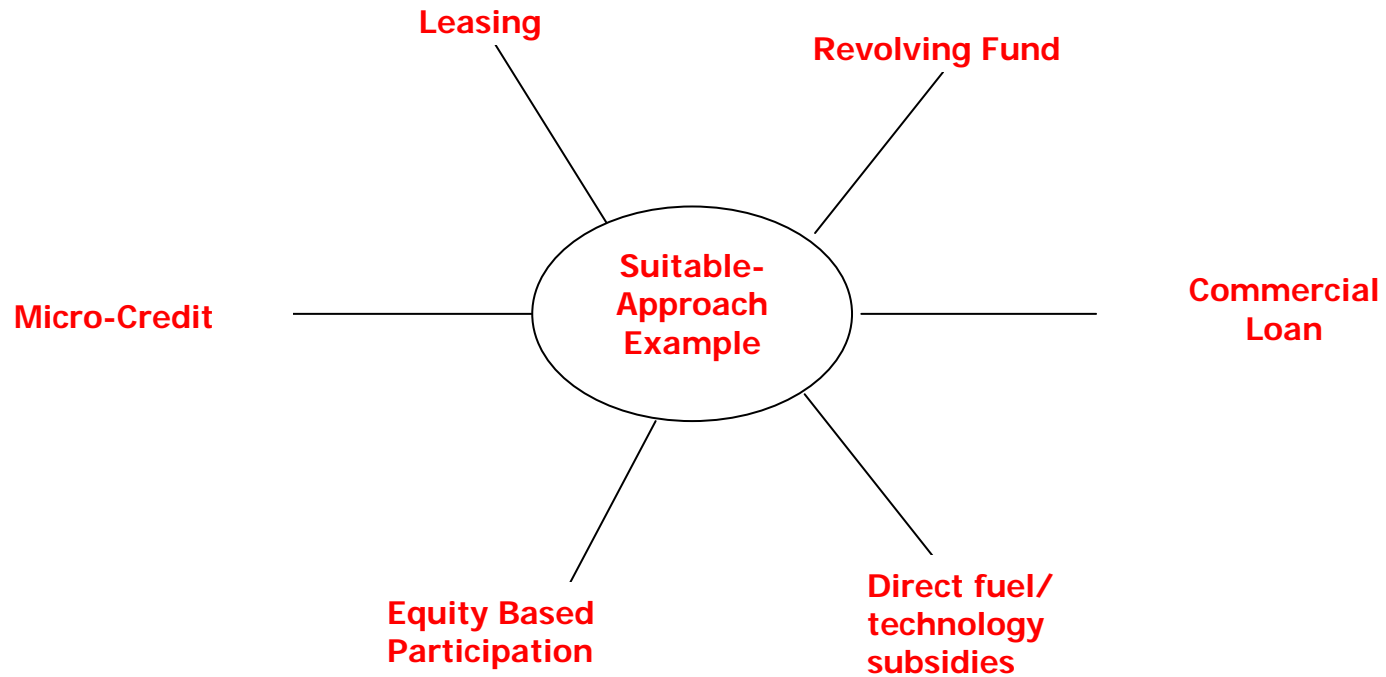 Leasing
Revolving Fund
Suitable-
Approach
Example
Micro-Credit
Commercial
Loan
Equity Based
Participation
Direct fuel/
technology
subsidies